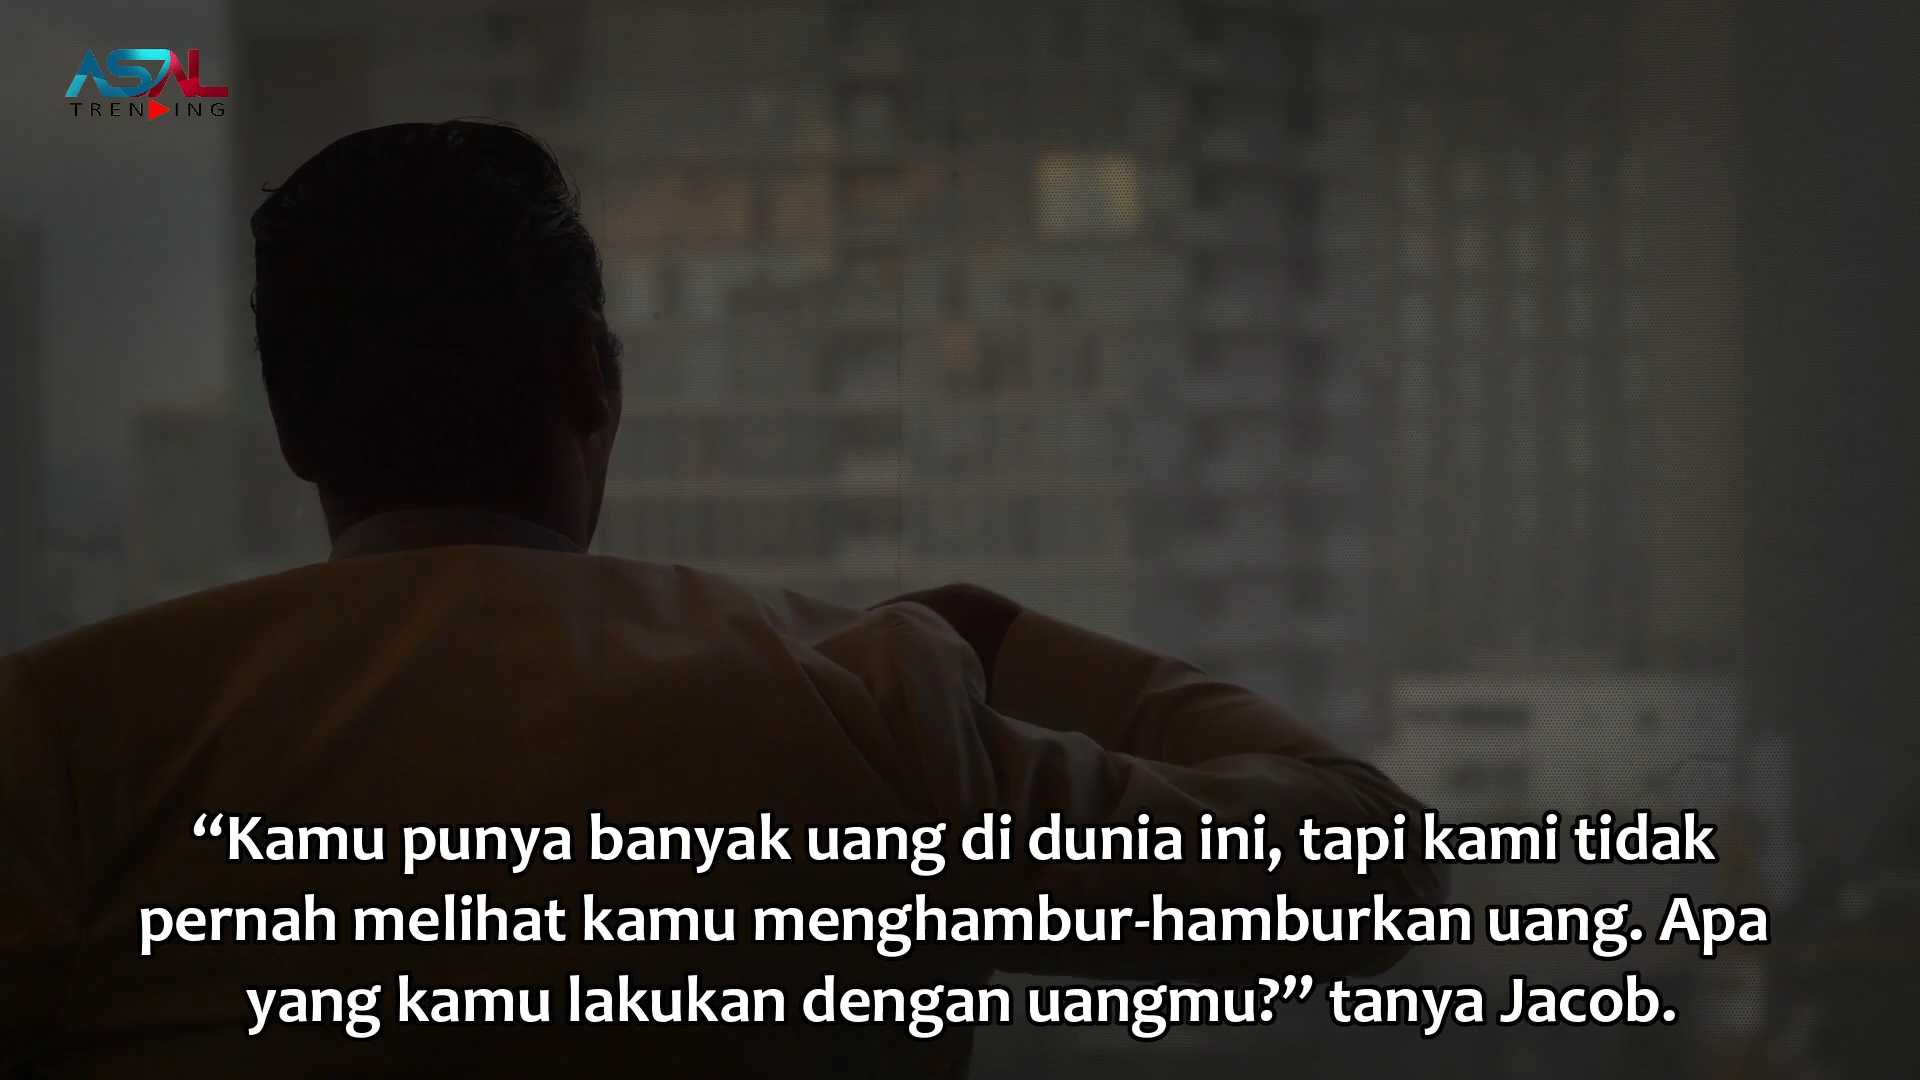 ASAL
TRENDING
“Kamu punya banyak uang di dunia ini, tapi kami tidak
pernah melihat kamu menghambur-hamburkan uang. Apa
yang kamu lakukan dengan uangmu?” tanya Jacob.